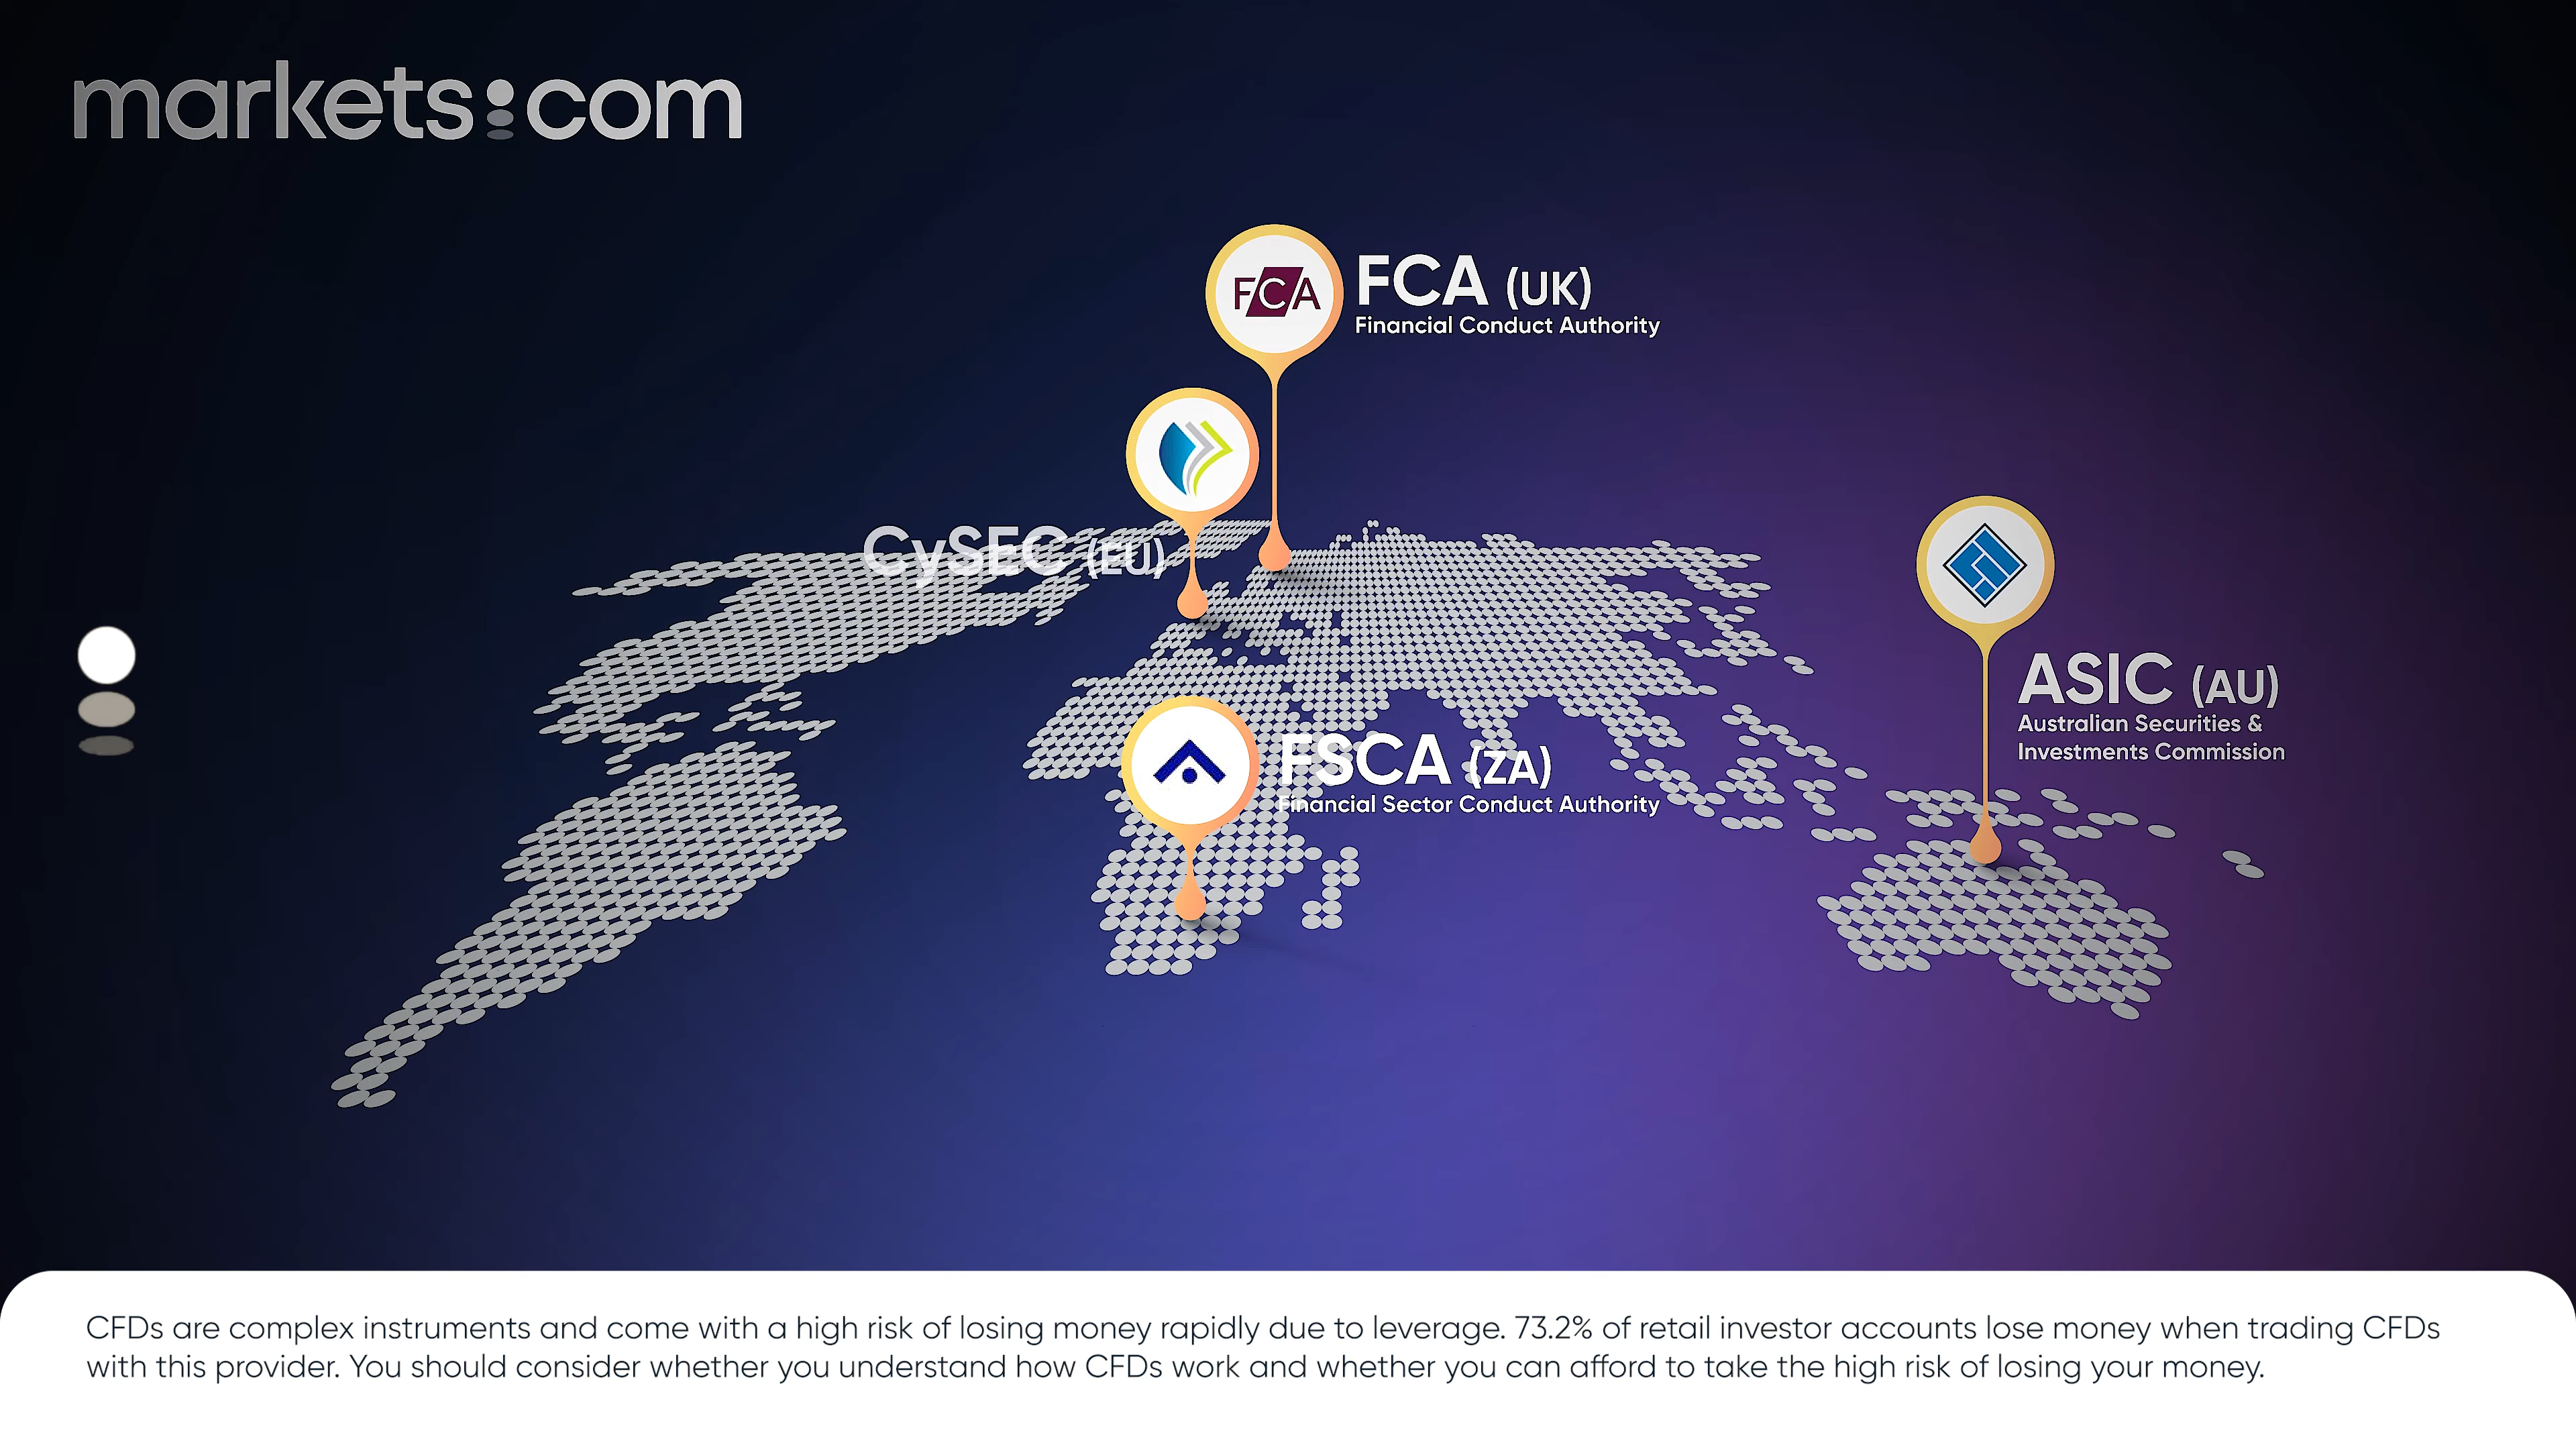 markets.com
FCA
FCA (UK)
Financial Conduct Authority
CySEC (EU)
ASIC (AU)
Australian Securities &
Investments Commission
FSCA (ZA)
Financial Sector Conduct Authority
CFDs are complex instruments and come with a high risk of losing money rapidly due to leverage. 73.2% of retail investor accounts lose money when trading CFDs
with this provider. You should consider whether you understand how CFDs work and whether you can afford to take the high risk of losing your money.